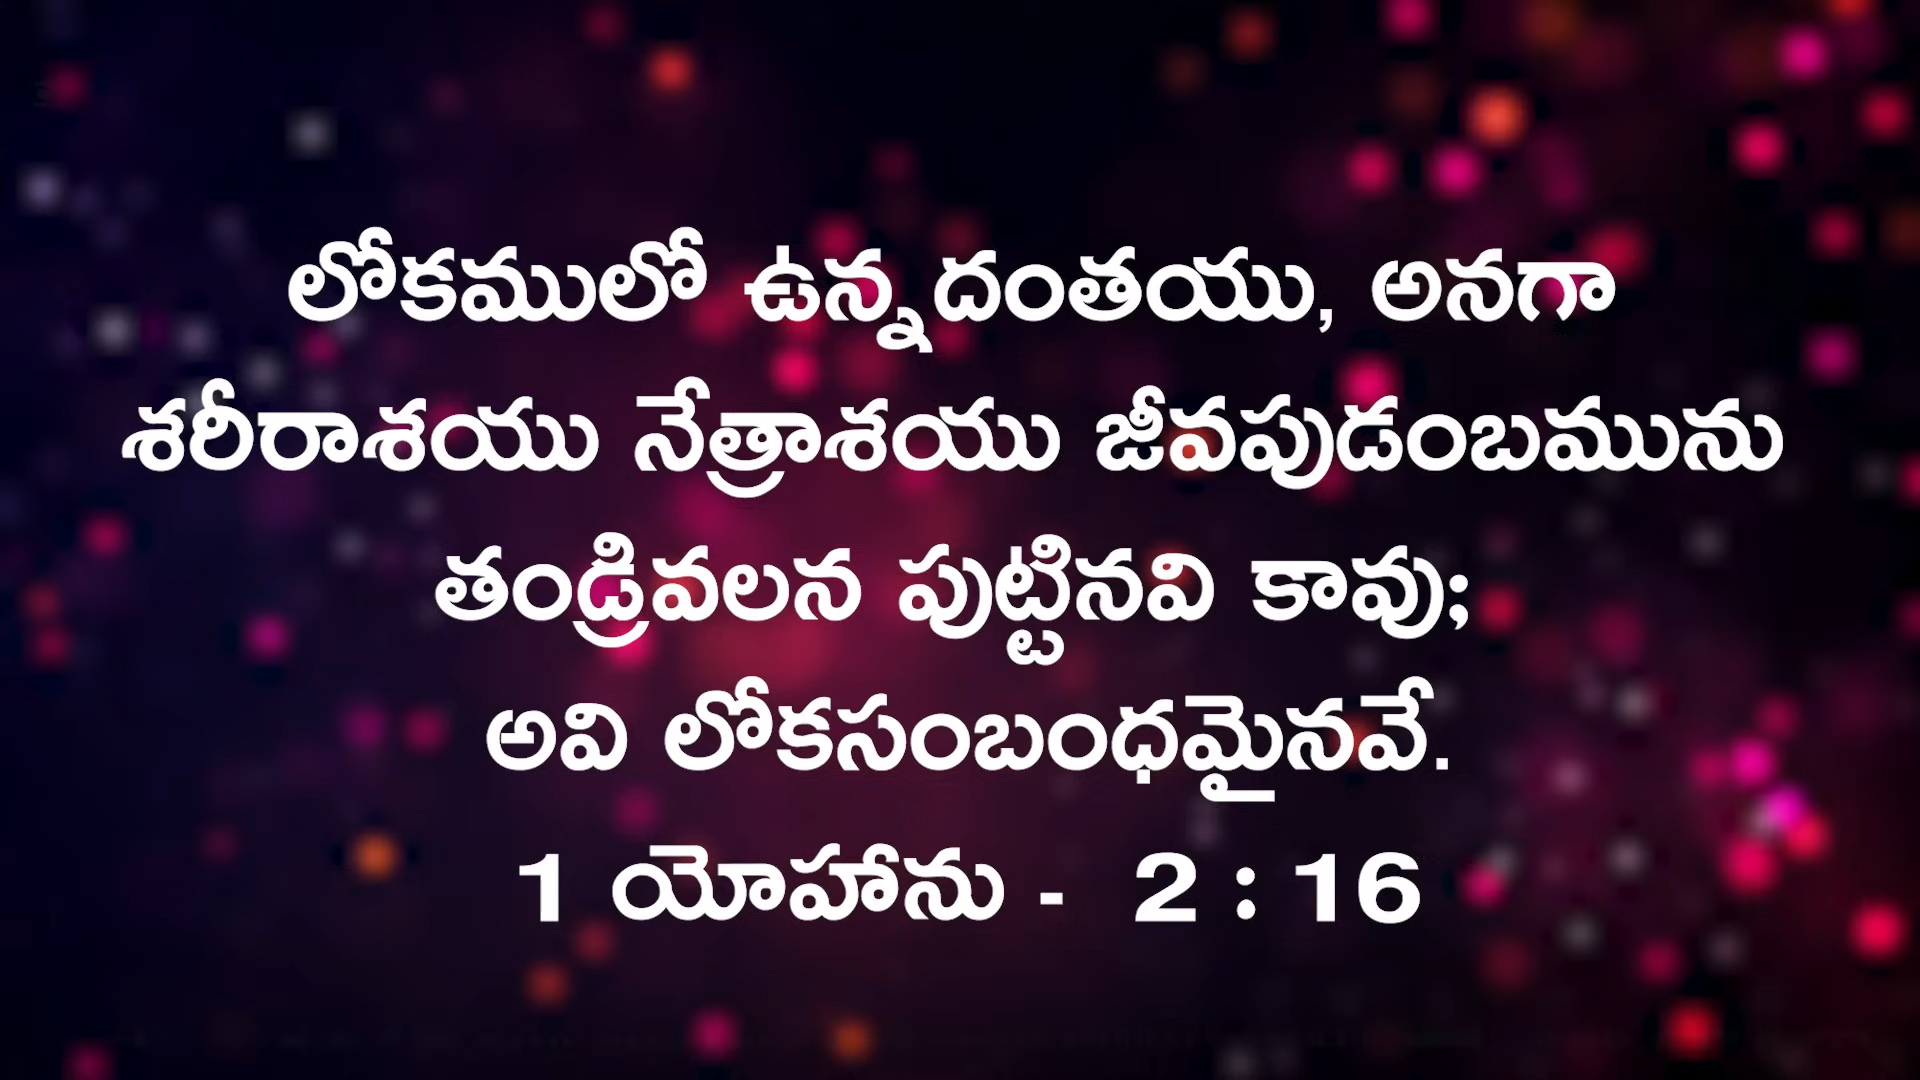 లోకములో ఉన్నదంతయు, అనగా
శరీరాశయు నేత్రాశయు జీవపుడంబమును
తండ్రివలన పుట్టినవి కావు;
అవి లోకసంబంధమైనవే.
1 యోహాను - 2 : 16